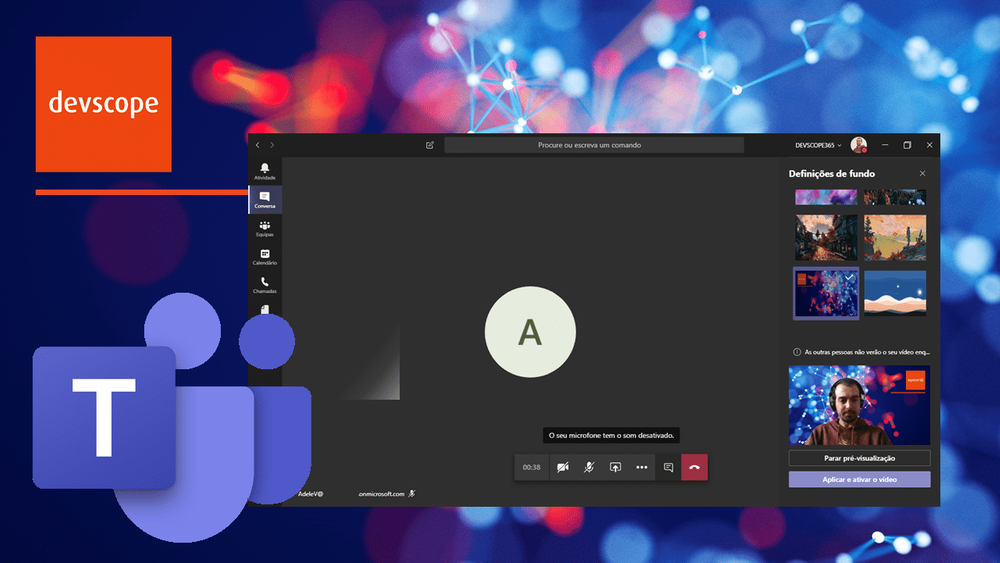 devscope
Procure ou escreva um comando
DEVSCOPE365
Atividade
Conversa
Equipas
Calendário
Chamadas
Definições de fundo
A
As outras pessoas não verão o seu vídeo enq...
O seu microfone tem o som desativado.
00:38
Parar pré-visualização
Aplicar e ativar o vídeo
AdeleV@
.onmicrosoft.com
T